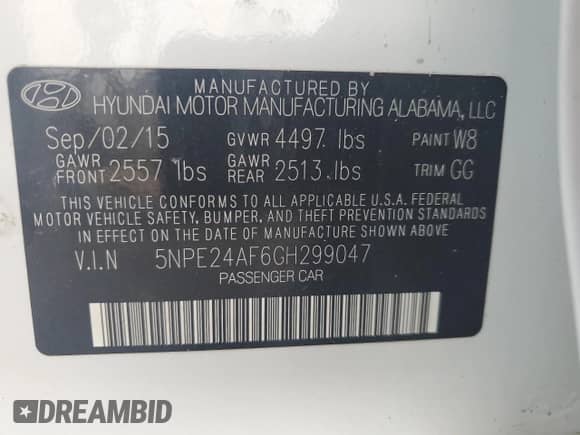 MANUFACTURED BY
HYUNDAI MOTOR MANUFACTURING ALABAMA, LLC
Sep/02/15 GVWR 4497 lbs PAINT W8
GAWR FRONT 2557 lbs GAWR REAR 2513 lbs TRIM GG
THIS VEHICLE CONFORMS TO ALL APPLICABLE U.S.A. FEDERAL
MOTOR VEHICLE SAFETY, BUMPER, AND THEFT PREVENTION STANDARDS
IN EFFECT ON THE DATE OF MANUFACTURE SHOWN ABOVE.
V.I.N 5NPE24AF6GH299047
PASSENGER CAR
DREAMBID